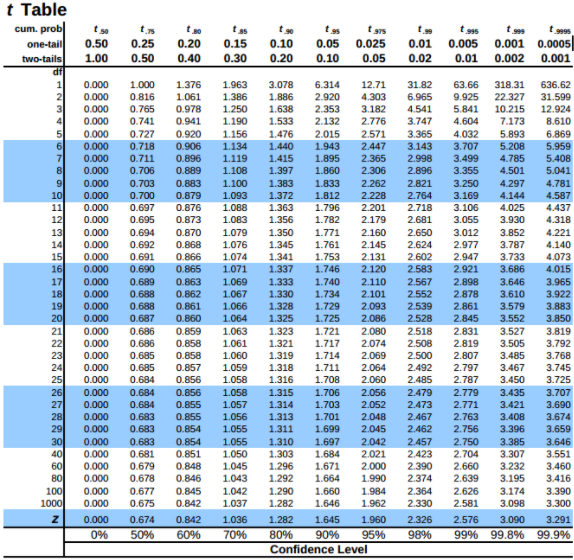 t Table
cum. prob t .50 t .75 t .80 t .85 t .90 t .95 t .975 t .99 t .995 t .999 t .9995
one-tail 0.50 0.25 0.20 0.15 0.10 0.05 0.025 0.01 0.005 0.001 0.0005
two-tails 1.00 0.50 0.40 0.30 0.20 0.10 0.05 0.02 0.01 0.002 0.001
df
1 0.000 1.000 1.376 1.963 3.078 6.314 12.71 31.82 63.66 318.31 636.62
2 0.000 0.816 1.061 1.386 1.886 2.920 4.303 6.965 9.925 22.327 31.599
3 0.000 0.765 0.978 1.250 1.638 2.353 3.182 4.541 5.841 10.215 12.924
4 0.000 0.741 0.941 1.190 1.533 2.132 2.776 3.747 4.604 7.173 8.610
5 0.000 0.727 0.920 1.156 1.476 2.015 2.571 3.365 4.032 5.893 6.869
6 0.000 0.718 0.906 1.134 1.440 1.943 2.447 3.143 3.707 5.208 5.959
7 0.000 0.711 0.896 1.119 1.415 1.895 2.365 2.998 3.499 4.785 5.408
8 0.000 0.706 0.889 1.108 1.397 1.860 2.306 2.896 3.355 4.501 5.041
9 0.000 0.703 0.883 1.100 1.383 1.833 2.262 2.821 3.250 4.297 4.781
10 0.000 0.700 0.879 1.093 1.372 1.812 2.228 2.764 3.169 4.144 4.587
11 0.000 0.697 0.876 1.088 1.363 1.796 2.201 2.718 3.106 4.025 4.437
12 0.000 0.695 0.873 1.083 1.356 1.782 2.179 2.681 3.055 3.930 4.318
13 0.000 0.694 0.870 1.079 1.350 1.771 2.160 2.650 3.012 3.852 4.221
14 0.000 0.692 0.868 1.076 1.345 1.761 2.145 2.624 2.977 3.787 4.140
15 0.000 0.691 0.866 1.074 1.341 1.753 2.131 2.602 2.947 3.733 4.073
16 0.000 0.690 0.865 1.071 1.337 1.746 2.120 2.583 2.921 3.686 4.015
17 0.000 0.689 0.863 1.069 1.333 1.740 2.110 2.567 2.898 3.646 3.965
18 0.000 0.688 0.862 1.067 1.330 1.734 2.101 2.552 2.878 3.610 3.922
19 0.000 0.688 0.861 1.066 1.328 1.729 2.093 2.539 2.861 3.579 3.883
20 0.000 0.687 0.860 1.064 1.325 1.725 2.086 2.528 2.845 3.552 3.850
21 0.000 0.686 0.859 1.063 1.323 1.721 2.080 2.518 2.831 3.527 3.819
22 0.000 0.686 0.858 1.061 1.321 1.717 2.074 2.508 2.819 3.505 3.792
23 0.000 0.685 0.858 1.060 1.319 1.714 2.069 2.500 2.807 3.485 3.768
24 0.000 0.685 0.857 1.059 1.318 1.711 2.064 2.492 2.797 3.467 3.745
25 0.000 0.684 0.856 1.058 1.316 1.708 2.060 2.485 2.787 3.450 3.725
26 0.000 0.684 0.856 1.058 1.315 1.706 2.056 2.479 2.779 3.435 3.707
27 0.000 0.684 0.855 1.057 1.314 1.703 2.052 2.473 2.771 3.421 3.690
28 0.000 0.683 0.855 1.056 1.313 1.701 2.048 2.467 2.763 3.408 3.674
29 0.000 0.683 0.854 1.055 1.311 1.699 2.045 2.462 2.756 3.396 3.659
30 0.000 0.683 0.854 1.055 1.310 1.697 2.042 2.457 2.750 3.385 3.646
40 0.000 0.681 0.851 1.050 1.303 1.684 2.021 2.423 2.704 3.307 3.551
60 0.000 0.679 0.848 1.045 1.296 1.671 2.000 2.390 2.660 3.232 3.460
80 0.000 0.678 0.846 1.043 1.292 1.664 1.990 2.374 2.639 3.195 3.416
100 0.000 0.677 0.845 1.042 1.290 1.660 1.984 2.364 2.626 3.174 3.390
1000 0.000 0.675 0.842 1.037 1.282 1.646 1.962 2.330 2.581 3.098 3.300
Z 0.000 0.674 0.842 1.036 1.282 1.645 1.960 2.326 2.576 3.090 3.291
0% 50% 60% 70% 80% 90% 95% 98% 99% 99.8% 99.9%
Confidence Level